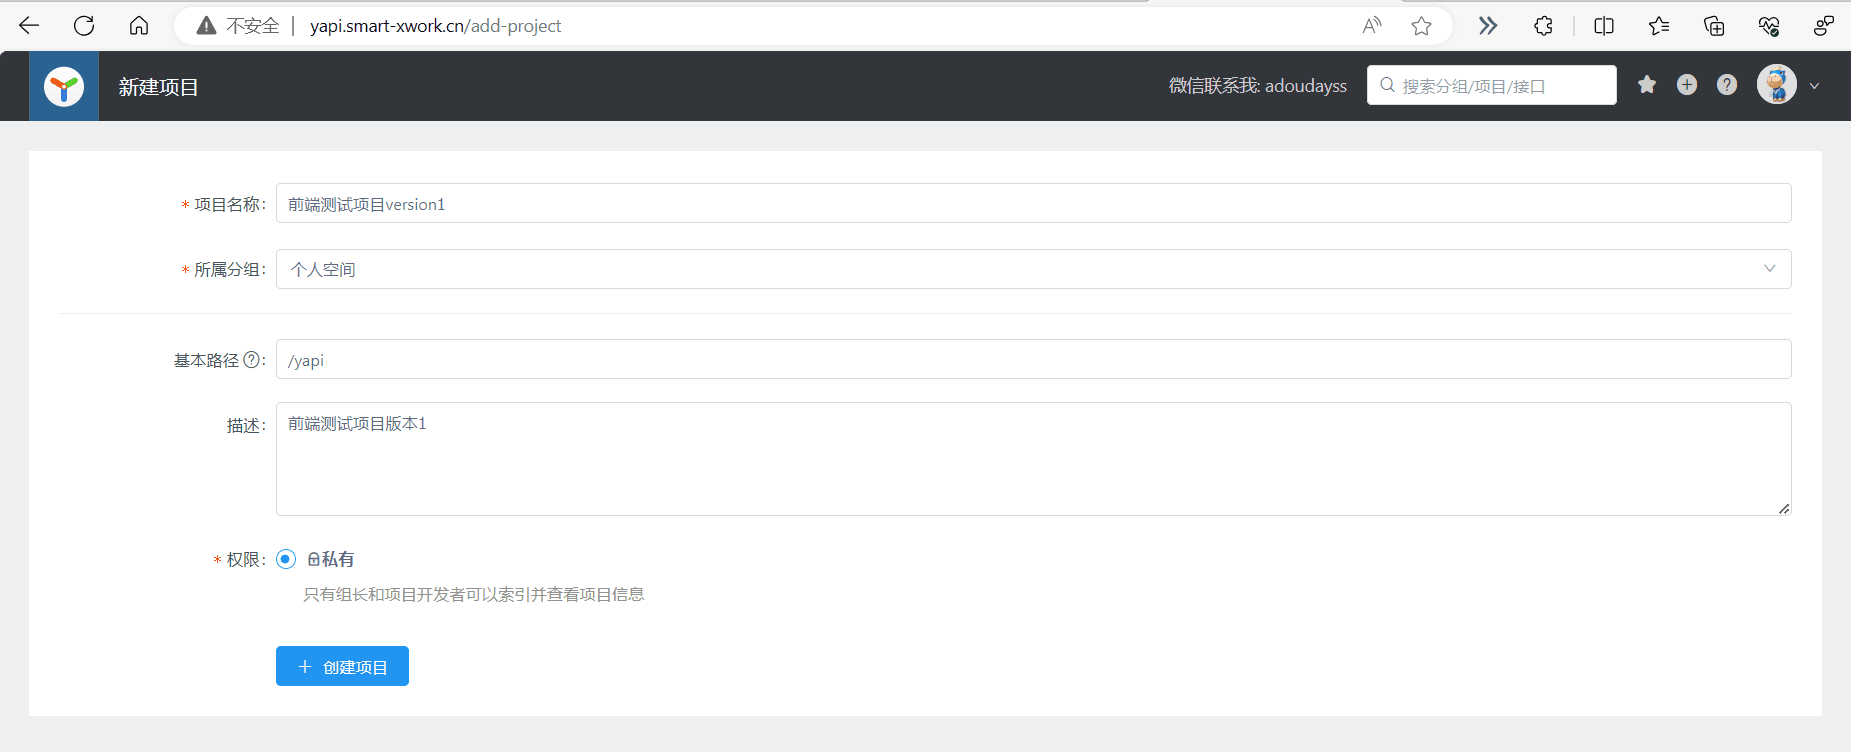 不安全 | yapi.smart-xwork.cn/add-project
新建项目
微信联系我: adoudayss
搜索分组/项目/接口
* 项目名称: 前端测试项目version1
* 所属分组: 个人空间
基本路径: /yapi
描述: 前端测试项目版本1
* 权限: 私有
只有组长和项目开发者可以索引并查看项目信息
+ 创建项目